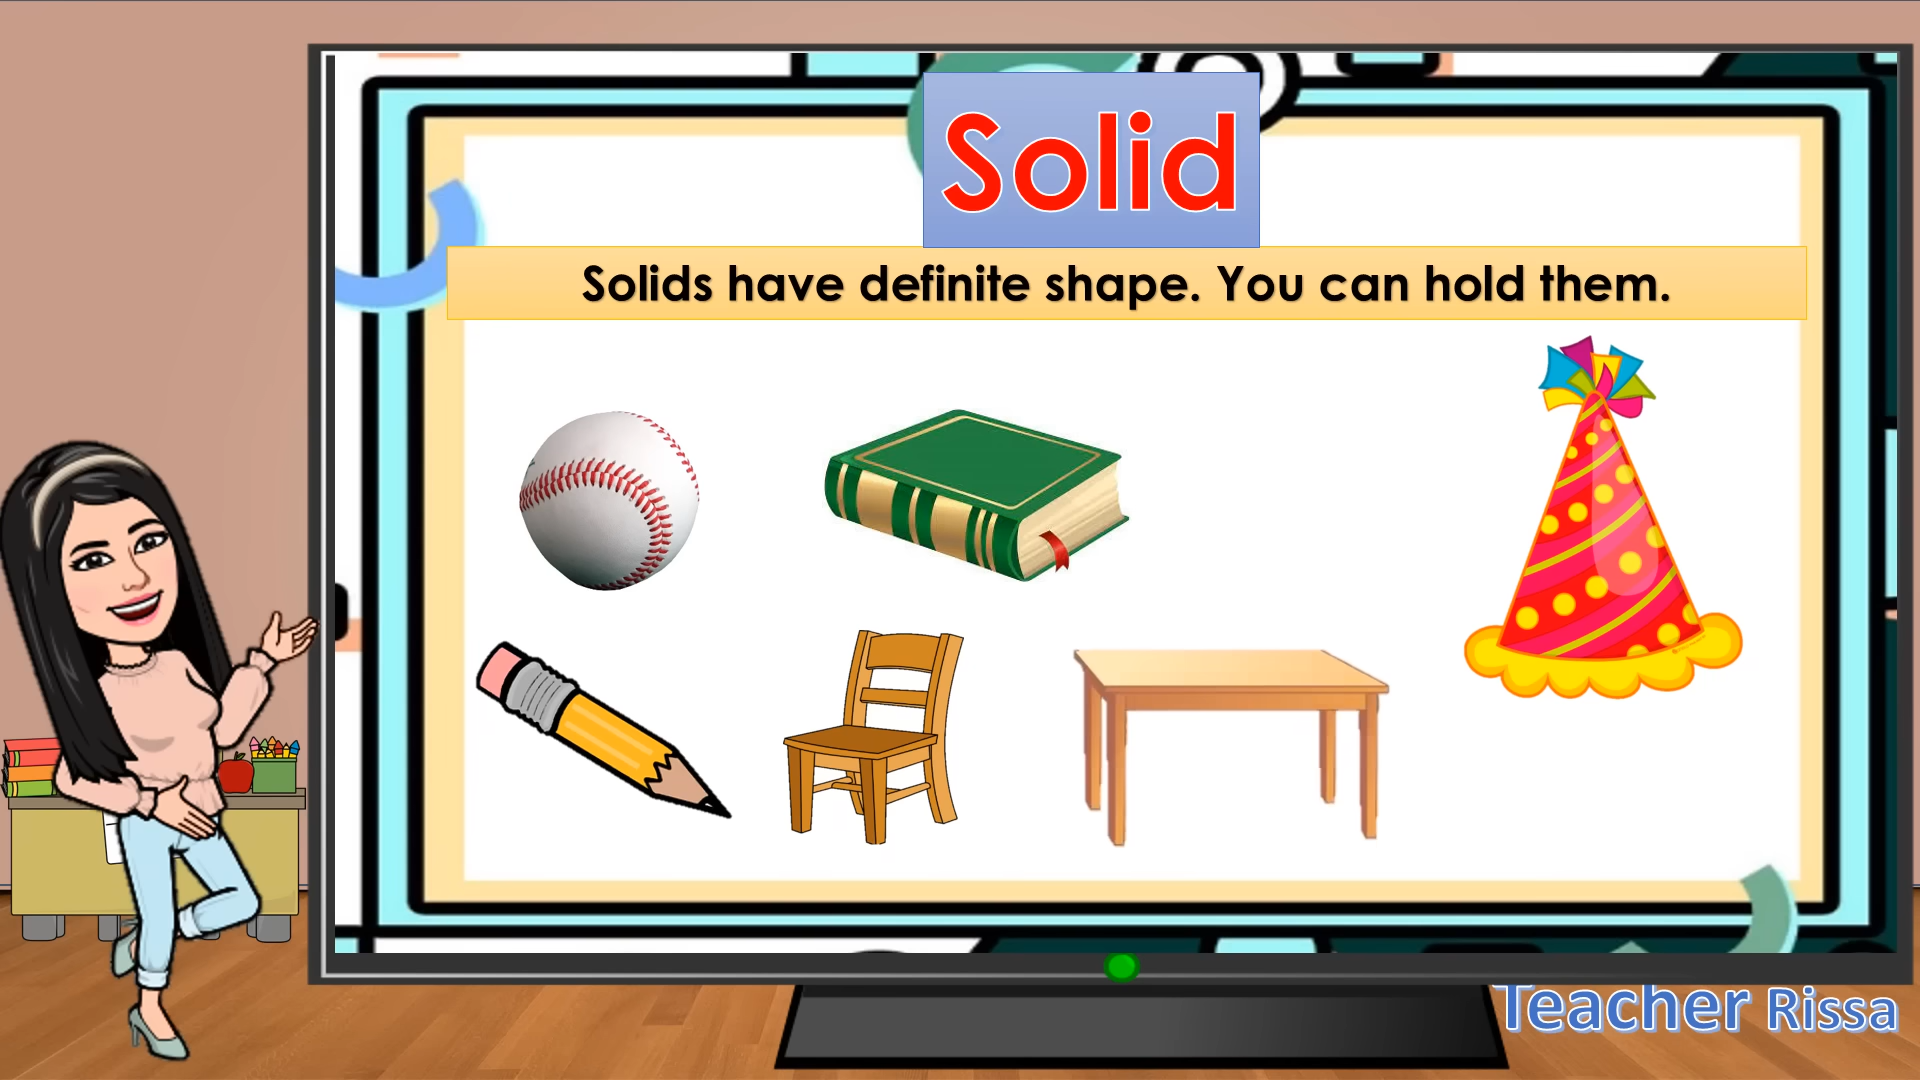 Solid
Solids have definite shape. You can hold them.
Teacher Rissa